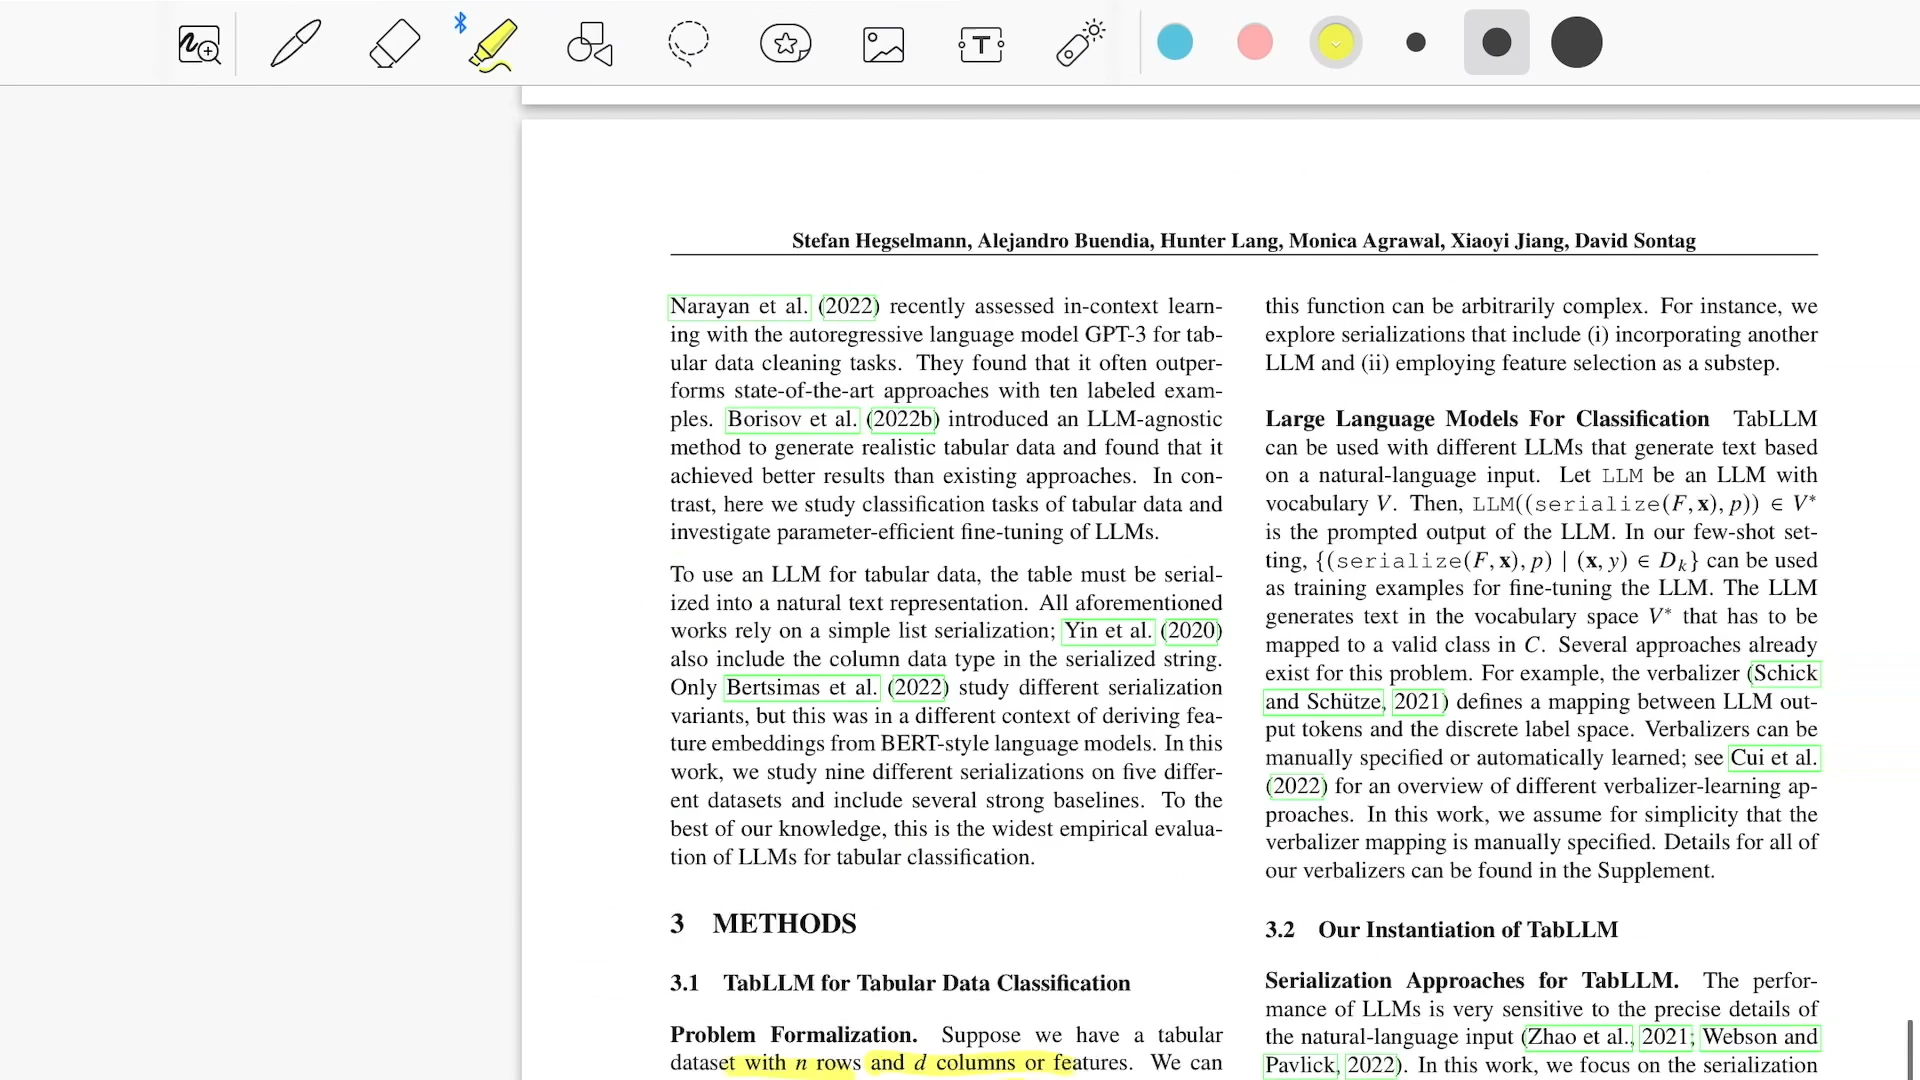 T
Stefan Hegselmann, Alejandro Buendia, Hunter Lang, Monica Agrawal, Xiaoyi Jiang, David Sontag
Narayan et al. (2022) recently assessed in-context learn-
ing with the autoregressive language model GPT-3 for tab-
ular data cleaning tasks. They found that it often outper-
forms state-of-the-art approaches with ten labeled exam-
ples. Borisov et al. (2022b) introduced an LLM-agnostic
method to generate realistic tabular data and found that it
achieved better results than existing approaches. In con-
trast, here we study classification tasks of tabular data and
investigate parameter-efficient fine-tuning of LLMs.
To use an LLM for tabular data, the table must be serial-
ized into a natural text representation. All aforementioned
works rely on a simple list serialization; Yin et al. (2020)
also include the column data type in the serialized string.
Only Bertsimas et al. (2022) study different serialization
variants, but this was in a different context of deriving fea-
ture embeddings from BERT-style language models. In this
work, we study nine different serializations on five differ-
ent datasets and include several strong baselines. To the
best of our knowledge, this is the widest empirical evalua-
tion of LLMs for tabular classification.
3 METHODS
3.1 TabLLM for Tabular Data Classification
Problem Formalization. Suppose we have a tabular
dataset with n rows and d columns or features. We can
this function can be arbitrarily complex. For instance, we
explore serializations that include (i) incorporating another
LLM and (ii) employing feature selection as a substep.
Large Language Models For Classification TabLLM
can be used with different LLMs that generate text based
on a natural-language input. Let LLM be an LLM with
vocabulary V. Then, LLM((serialize(F, x), p)) ∈ V*
is the prompted output of the LLM. In our few-shot set-
ting, {(serialize(F, x), p) | (x, y) ∈ Dk} can be used
as training examples for fine-tuning the LLM. The LLM
generates text in the vocabulary space V* that has to be
mapped to a valid class in C. Several approaches already
exist for this problem. For example, the verbalizer (Schick
and Schütze, 2021) defines a mapping between LLM out-
put tokens and the discrete label space. Verbalizers can be
manually specified or automatically learned; see Cui et al.
(2022) for an overview of different verbalizer-learning ap-
proaches. In this work, we assume for simplicity that the
verbalizer mapping is manually specified. Details for all of
our verbalizers can be found in the Supplement.
3.2 Our Instantiation of TabLLM
Serialization Approaches for TabLLM. The perfor-
mance of LLMs is very sensitive to the precise details of
the natural-language input (Zhao et al., 2021; Webson and
Pavlick, 2022). In this work, we focus on the serialization